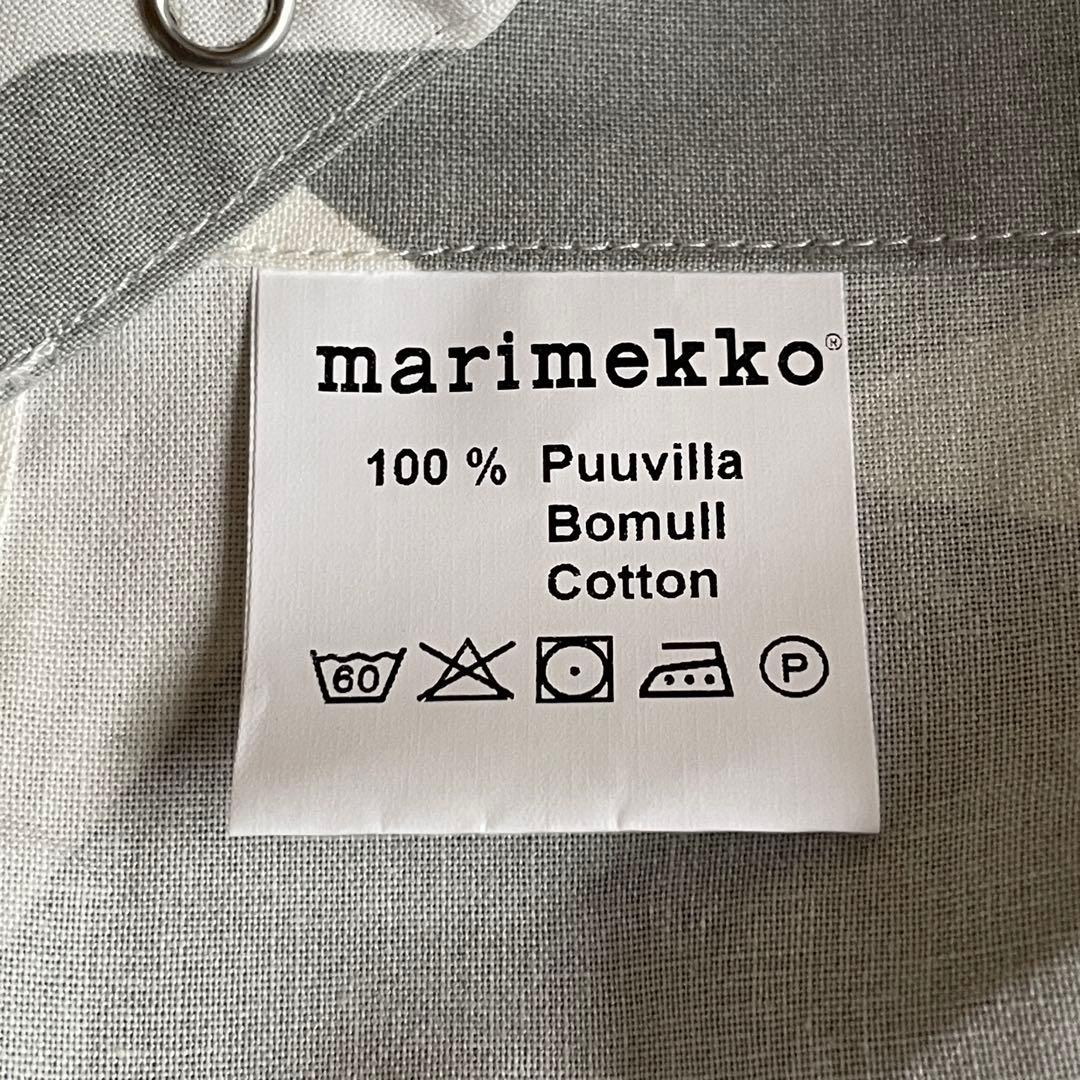 marimekko®
100 % Puuvilla
Bomull
Cotton
60 P